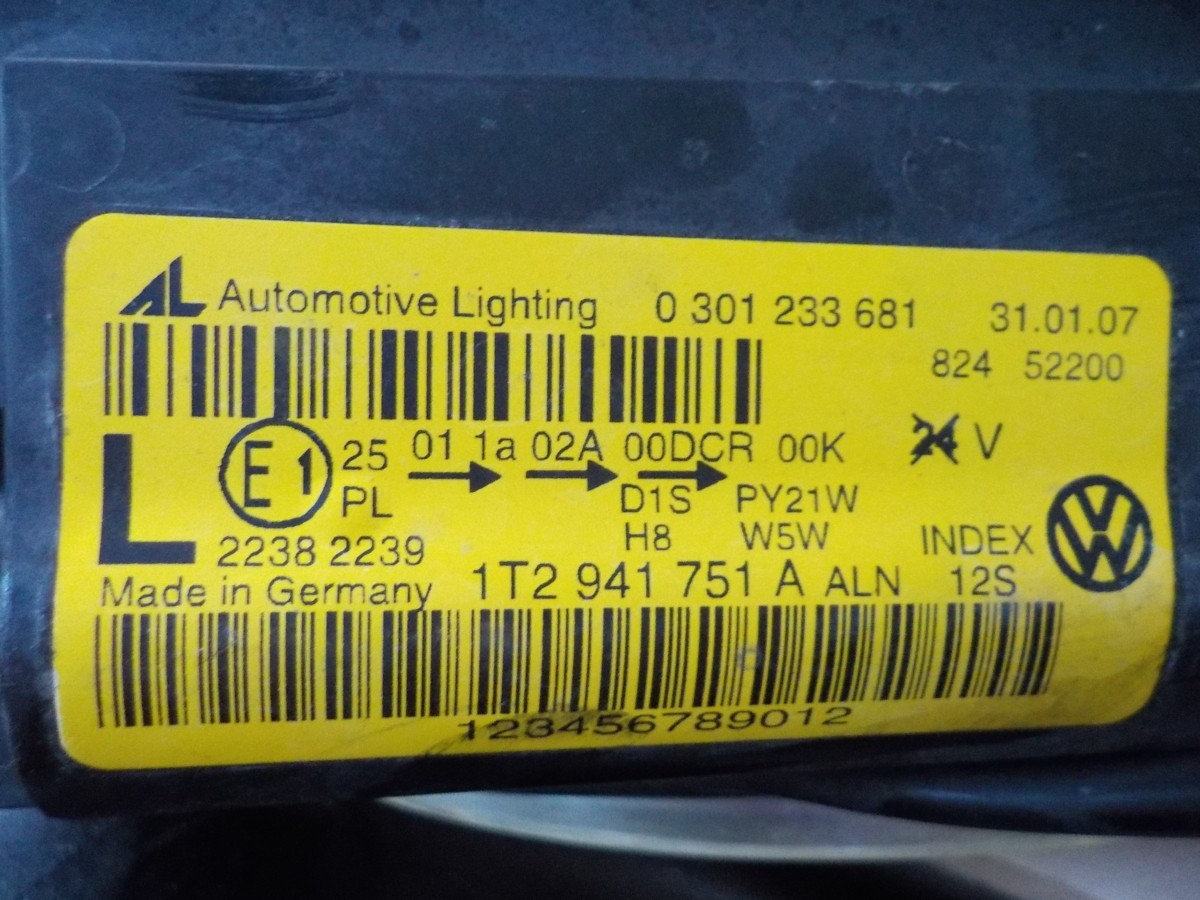 AL Automotive Lighting 0 301 233 681 31.01.07
824 52200
L E1 25 01 1a 02A 00DCR 00K 24 V
PL D1S PY21W
2238 2239 H8 W5W INDEX
Made in Germany 1T2 941 751 A ALN 12S
VW
123456789012